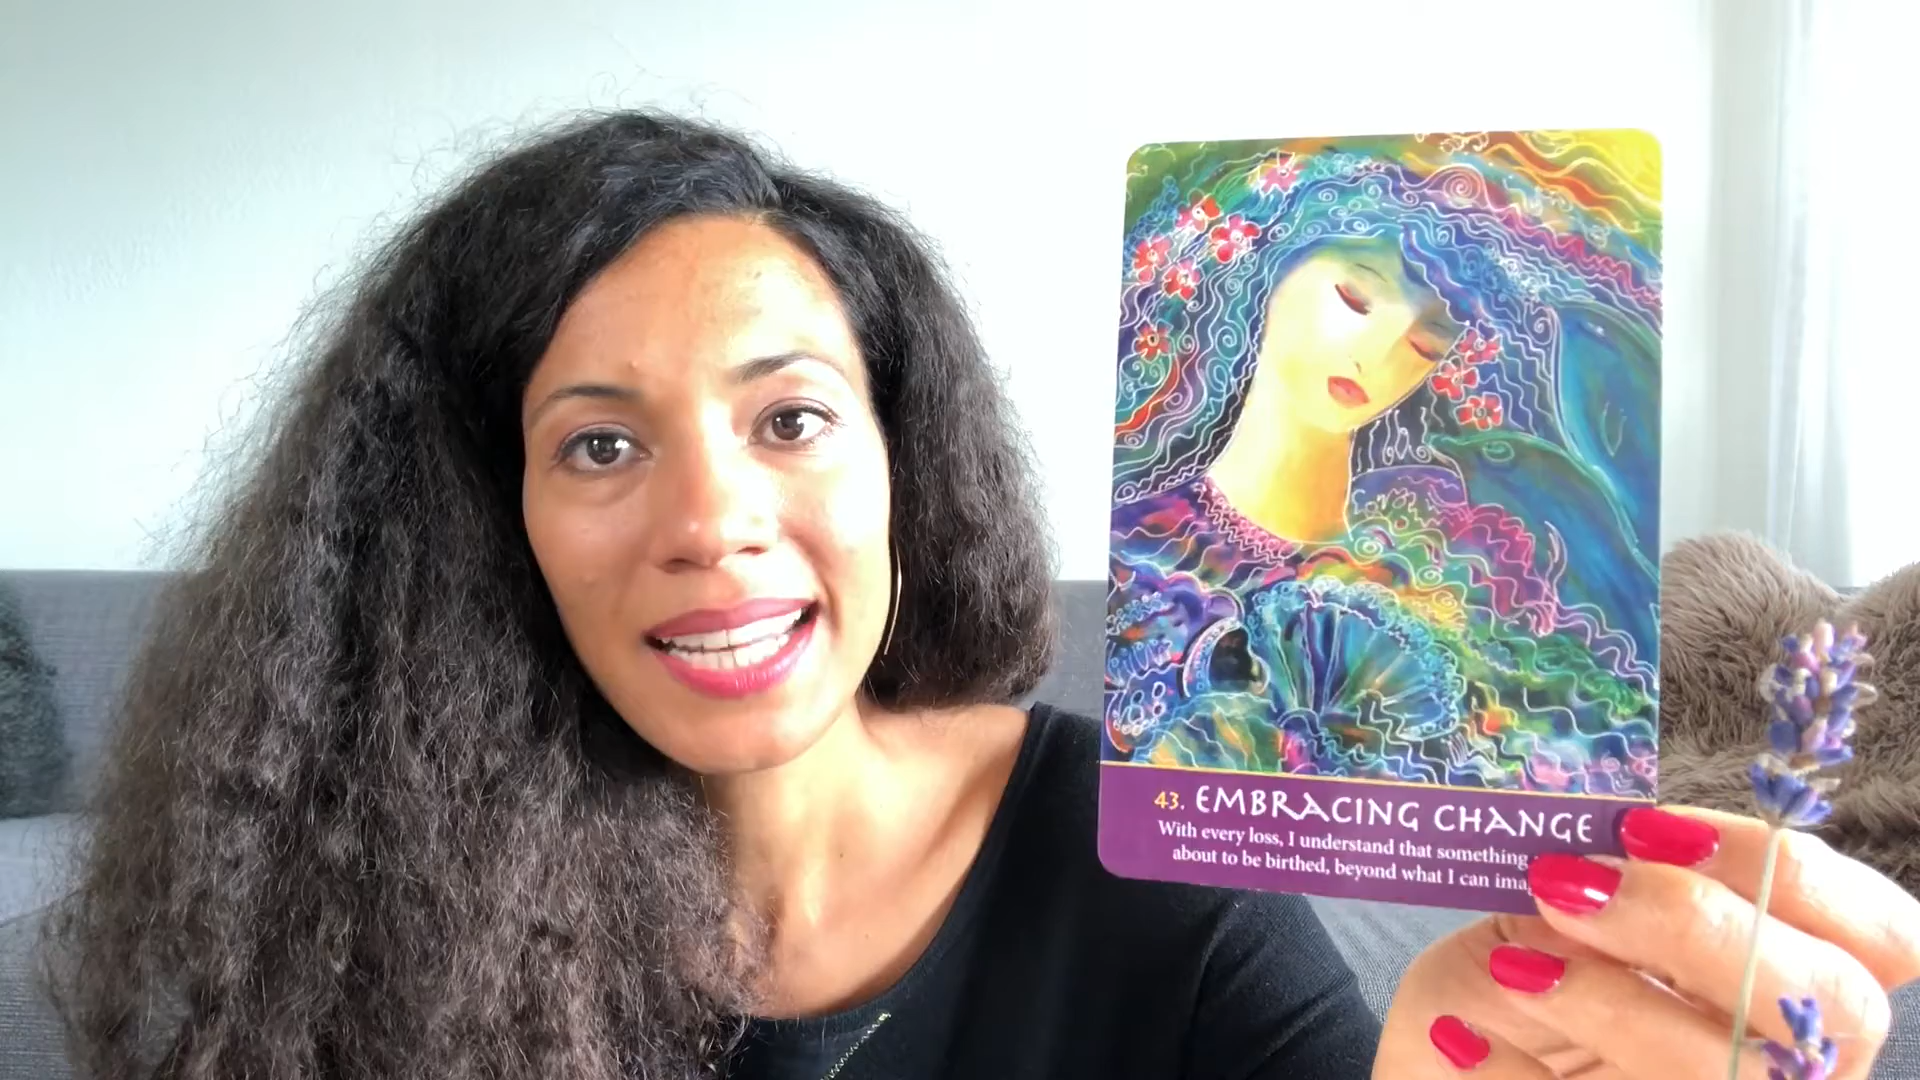 43. EMBRACING CHANGE
With every loss, I understand that something
about to be birthed, beyond what I can